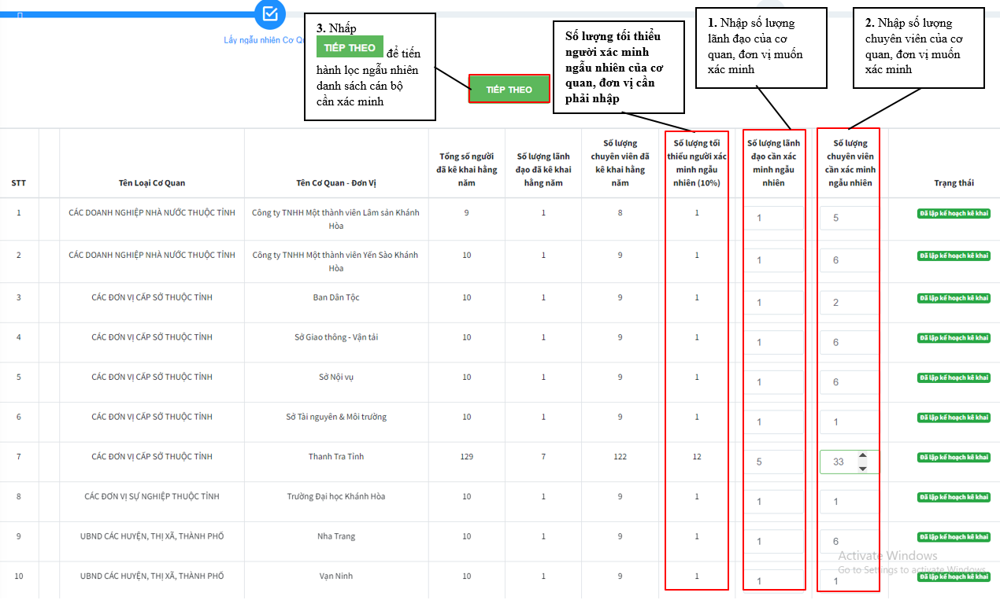 Lấy ngẫu nhiên Cơ Qu
3. Nhấp
TIẾP THEO để tiến
hành lọc ngẫu nhiên
danh sách cán bộ
cần xác minh
TIẾP THEO
Số lượng tối thiểu
người xác minh
ngẫu nhiên của cơ
quan, đơn vị cần
phải nhập
1. Nhập số lượng
lãnh đạo của cơ
quan, đơn vị muốn
xác minh
2. Nhập số lượng
chuyên viên của cơ
quan, đơn vị muốn
xác minh
STT
Tên Loại Cơ Quan
Tên Cơ Quan - Đơn Vị
Tổng số người
đã kê khai hằng
năm
Số lượng lãnh
đạo đã kê khai
hằng năm
Số lượng
chuyên viên đã
kê khai hằng
năm
Số lượng tối
thiểu người xác
minh ngẫu
nhiên (10%)
Số lượng lãnh
đạo cần xác
minh ngẫu
nhiên
Số lượng
chuyên viên
cần xác minh
ngẫu nhiên
Trạng thái
1 CÁC DOANH NGHIỆP NHÀ NƯỚC THUỘC TỈNH Công ty TNHH Một thành viên Lâm sản Khánh 9 1 8 1 1 5 Đã lập kế hoạch kê khai
Hòa
2 CÁC DOANH NGHIỆP NHÀ NƯỚC THUỘC TỈNH Công ty TNHH Một thành viên Yến Sào Khánh 10 1 9 1 1 6 Đã lập kế hoạch kê khai
Hòa
3 CÁC ĐƠN VỊ CẤP SỞ THUỘC TỈNH Ban Dân Tộc 10 1 9 1 1 2 Đã lập kế hoạch kê khai
4 CÁC ĐƠN VỊ CẤP SỞ THUỘC TỈNH Sở Giao thông - Vận tải 10 1 9 1 1 6 Đã lập kế hoạch kê khai
5 CÁC ĐƠN VỊ CẤP SỞ THUỘC TỈNH Sở Nội vụ 10 1 9 1 1 6 Đã lập kế hoạch kê khai
6 CÁC ĐƠN VỊ CẤP SỞ THUỘC TỈNH Sở Tài nguyên & Môi trường 10 1 9 1 1 1 Đã lập kế hoạch kê khai
7 CÁC ĐƠN VỊ CẤP SỞ THUỘC TỈNH Thanh Tra Tỉnh 129 7 122 12 5 33 Đã lập kế hoạch kê khai
8 CÁC ĐƠN VỊ SỰ NGHIỆP THUỘC TỈNH Trường Đại học Khánh Hòa 10 1 9 1 1 1 Đã lập kế hoạch kê khai
9 UBND CÁC HUYỆN, THỊ XÃ, THÀNH PHỐ Nha Trang 10 1 9 1 1 6 Đã lập kế hoạch kê khai
10 UBND CÁC HUYỆN, THỊ XÃ, THÀNH PHỐ Vạn Ninh 10 1 9 1 1 1 Đã lập kế hoạch kê khai
Activate Windows
Go to Settings to activate Windows.